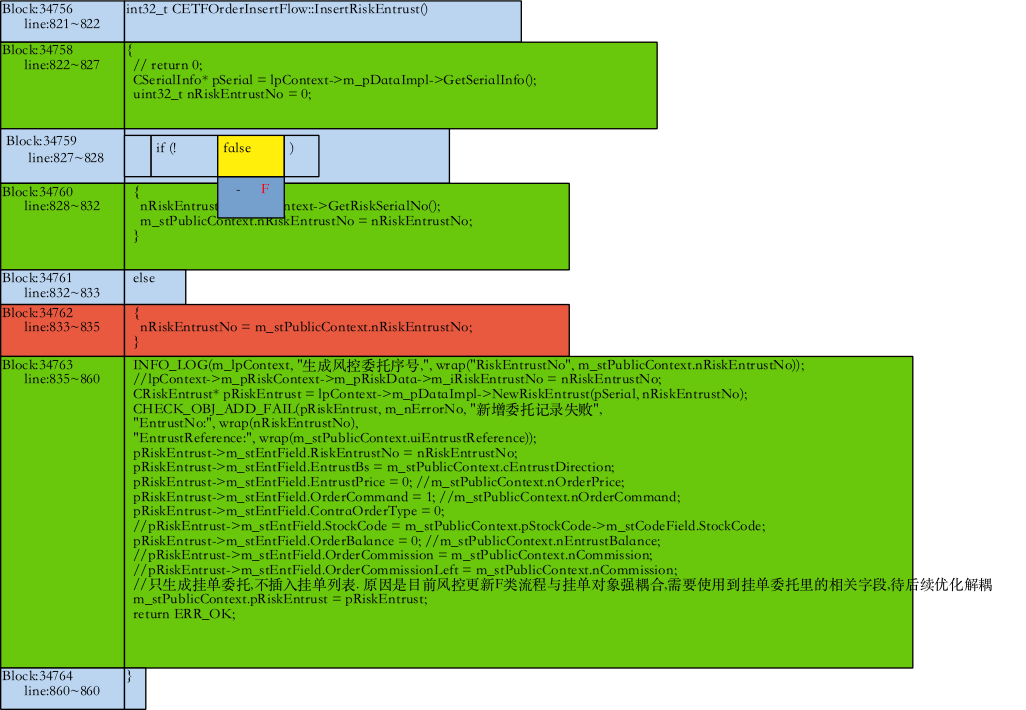 Block:34756
line:821~822
int32_t CETFOrderInsertFlow::InsertRiskEntrust()
Block:34758
line:822~827
{
// return 0;
CSerialInfo* pSerial = lpContext->m_pDataImpl->GetSerialInfo();
uint32_t nRiskEntrustNo = 0;
Block:34759
line:827~828
if (! false )
- F
Block:34760
line:828~832
{
nRiskEntrust ntext->GetRiskSerialNo();
m_stPublicContext.nRiskEntrustNo = nRiskEntrustNo;
}
Block:34761
line:832~833
else
Block:34762
line:833~835
{
nRiskEntrustNo = m_stPublicContext.nRiskEntrustNo;
}
Block:34763
line:835~860
INFO_LOG(m_lpContext, "生成风控委托序号,", wrap("RiskEntrustNo", m_stPublicContext.nRiskEntrustNo));
//lpContext->m_pRiskContext->m_pRiskData->m_iRiskEntrustNo = nRiskEntrustNo;
CRiskEntrust* pRiskEntrust = lpContext->m_pDataImpl->NewRiskEntrust(pSerial, nRiskEntrustNo);
CHECK_OBJ_ADD_FAIL(pRiskEntrust, m_nErrorNo, "新增委托记录失败",
"EntrustNo:", wrap(nRiskEntrustNo),
"EntrustReference:", wrap(m_stPublicContext.uiEntrustReference));
pRiskEntrust->m_stEntField.RiskEntrustNo = nRiskEntrustNo;
pRiskEntrust->m_stEntField.EntrustBs = m_stPublicContext.cEntrustDirection;
pRiskEntrust->m_stEntField.EntrustPrice = 0; //m_stPublicContext.nOrderPrice;
pRiskEntrust->m_stEntField.OrderCommand = 1; //m_stPublicContext.nOrderCommand;
pRiskEntrust->m_stEntField.ContraOrderType = 0;
//pRiskEntrust->m_stEntField.StockCode = m_stPublicContext.pStockCode->m_stCodeField.StockCode;
pRiskEntrust->m_stEntField.OrderBalance = 0; //m_stPublicContext.nEntrustBalance;
//pRiskEntrust->m_stEntField.OrderCommission = m_stPublicContext.nCommission;
//pRiskEntrust->m_stEntField.OrderCommissionLeft = m_stPublicContext.nCommission;
//只生成挂单委托.不插入挂单列表. 原因是目前风控更新F类流程与挂单对象强耦合,需要使用到挂单委托里的相关字段,待后续优化解耦
m_stPublicContext.pRiskEntrust = pRiskEntrust;
return ERR_OK;
Block:34764
line:860~860
}